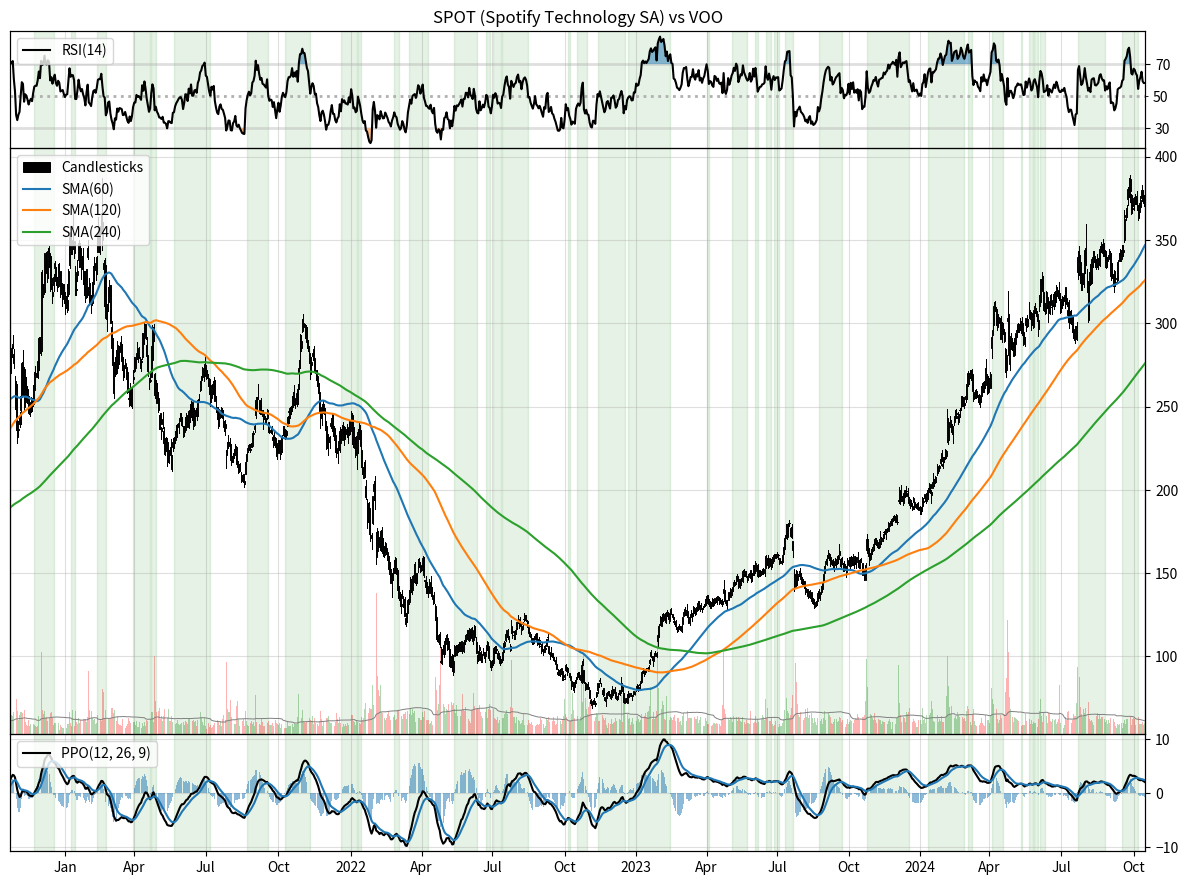 SPOT (Spotify Technology SA) vs VOO
RSI(14)
70
50
30
Candlesticks
SMA(60)
SMA(120)
SMA(240)
400
350
300
250
200
150
100
PPO(12, 26, 9)
10
0
−10
Jan Apr Jul Oct 2022 Apr Jul Oct 2023 Apr Jul Oct 2024 Apr Jul Oct